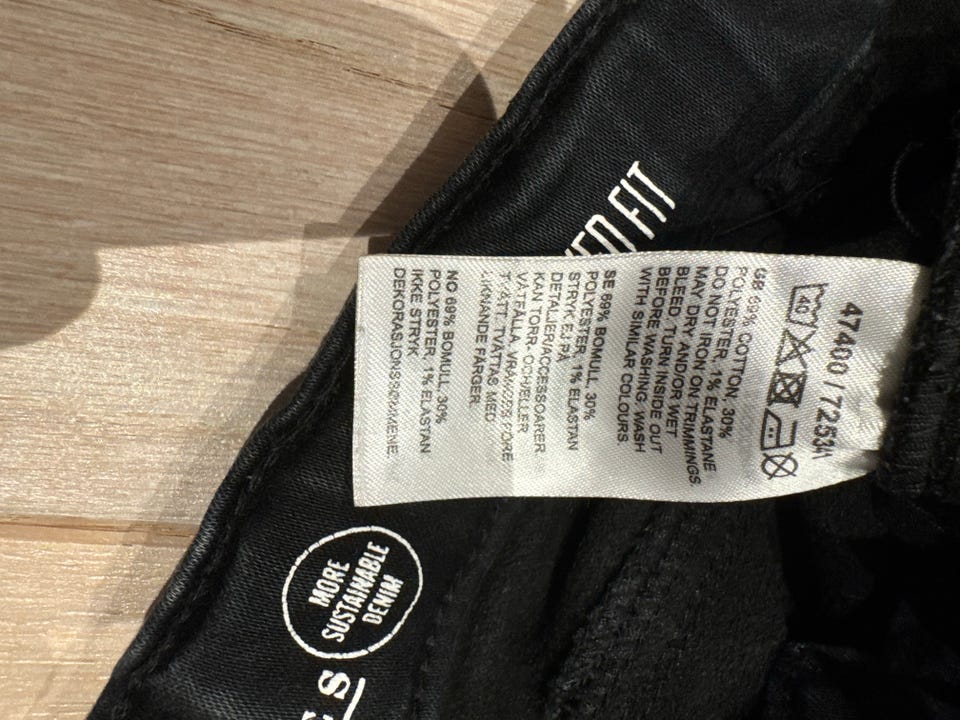 47400 / 72534
40
GB 69% COTTON, 30%
POLYESTER, 1% ELASTANE
DO NOT IRON ON TRIMMINGS
MAY DRY AND/OR WET
BLEED. TURN INSIDE OUT
BEFORE WASHING. WASH
WITH SIMILAR COLOURS.
SE 69% BOMULL, 30%
POLYESTER, 1% ELASTAN
STRYK EJ PÅ
DETALJER/ACCESSOARER
KAN TORR- OCH/ELLER
VÅTFÄLLA. VRÄNGS FÖRE
TVÄTT. TVÄTTAS MED
LIKNANDE FÄRGER.
NO 69% BOMULL, 30%
POLYESTER, 1% ELASTAN
IKKE STRYK
DEKORASJONSSØMMENE.
FIT
MORE
SUSTAINABLE
DENIM